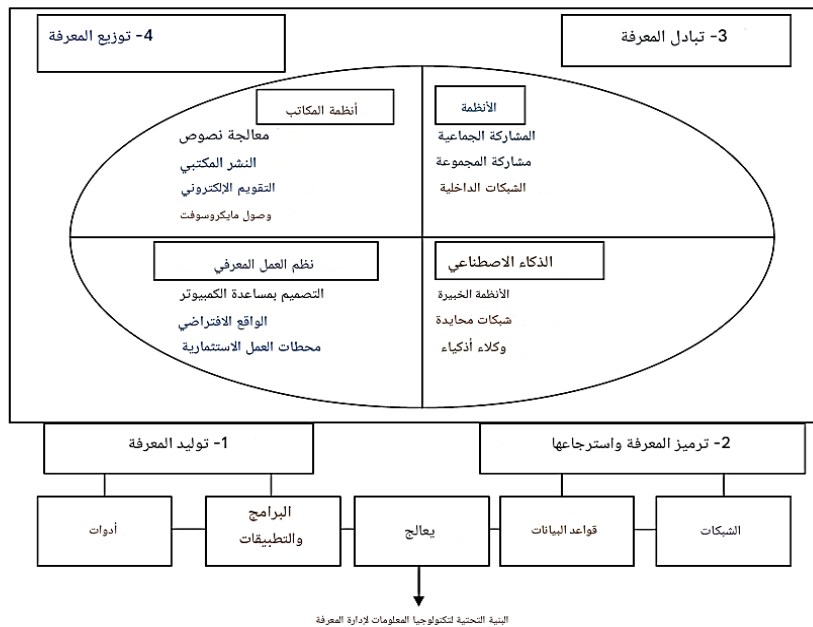 3- تبادل المعرفة
4- توزيع المعرفة
الأنظمة
المشاركة الجماعية
مشاركة المجموعة
الشبكات الداخلية
أنظمة المكاتب
معالجة نصوص
النشر المكتبي
التقويم الإلكتروني
وصول مايكروسوفت
الذكاء الاصطناعي
الأنظمة الخبيرة
شبكات محايدة
وكلاء أذكياء
نظم العمل المعرفي
التصميم بمساعدة الكمبيوتر
الواقع الافتراضي
محطات العمل الاستثمارية
2- ترميز المعرفة واسترجاعها
1- توليد المعرفة
الشبكات
قواعد البيانات
يعالج
البرامج
والتطبيقات
أدوات
البنية التحتية لتكنولوجيا المعلومات لإدارة المعرفة